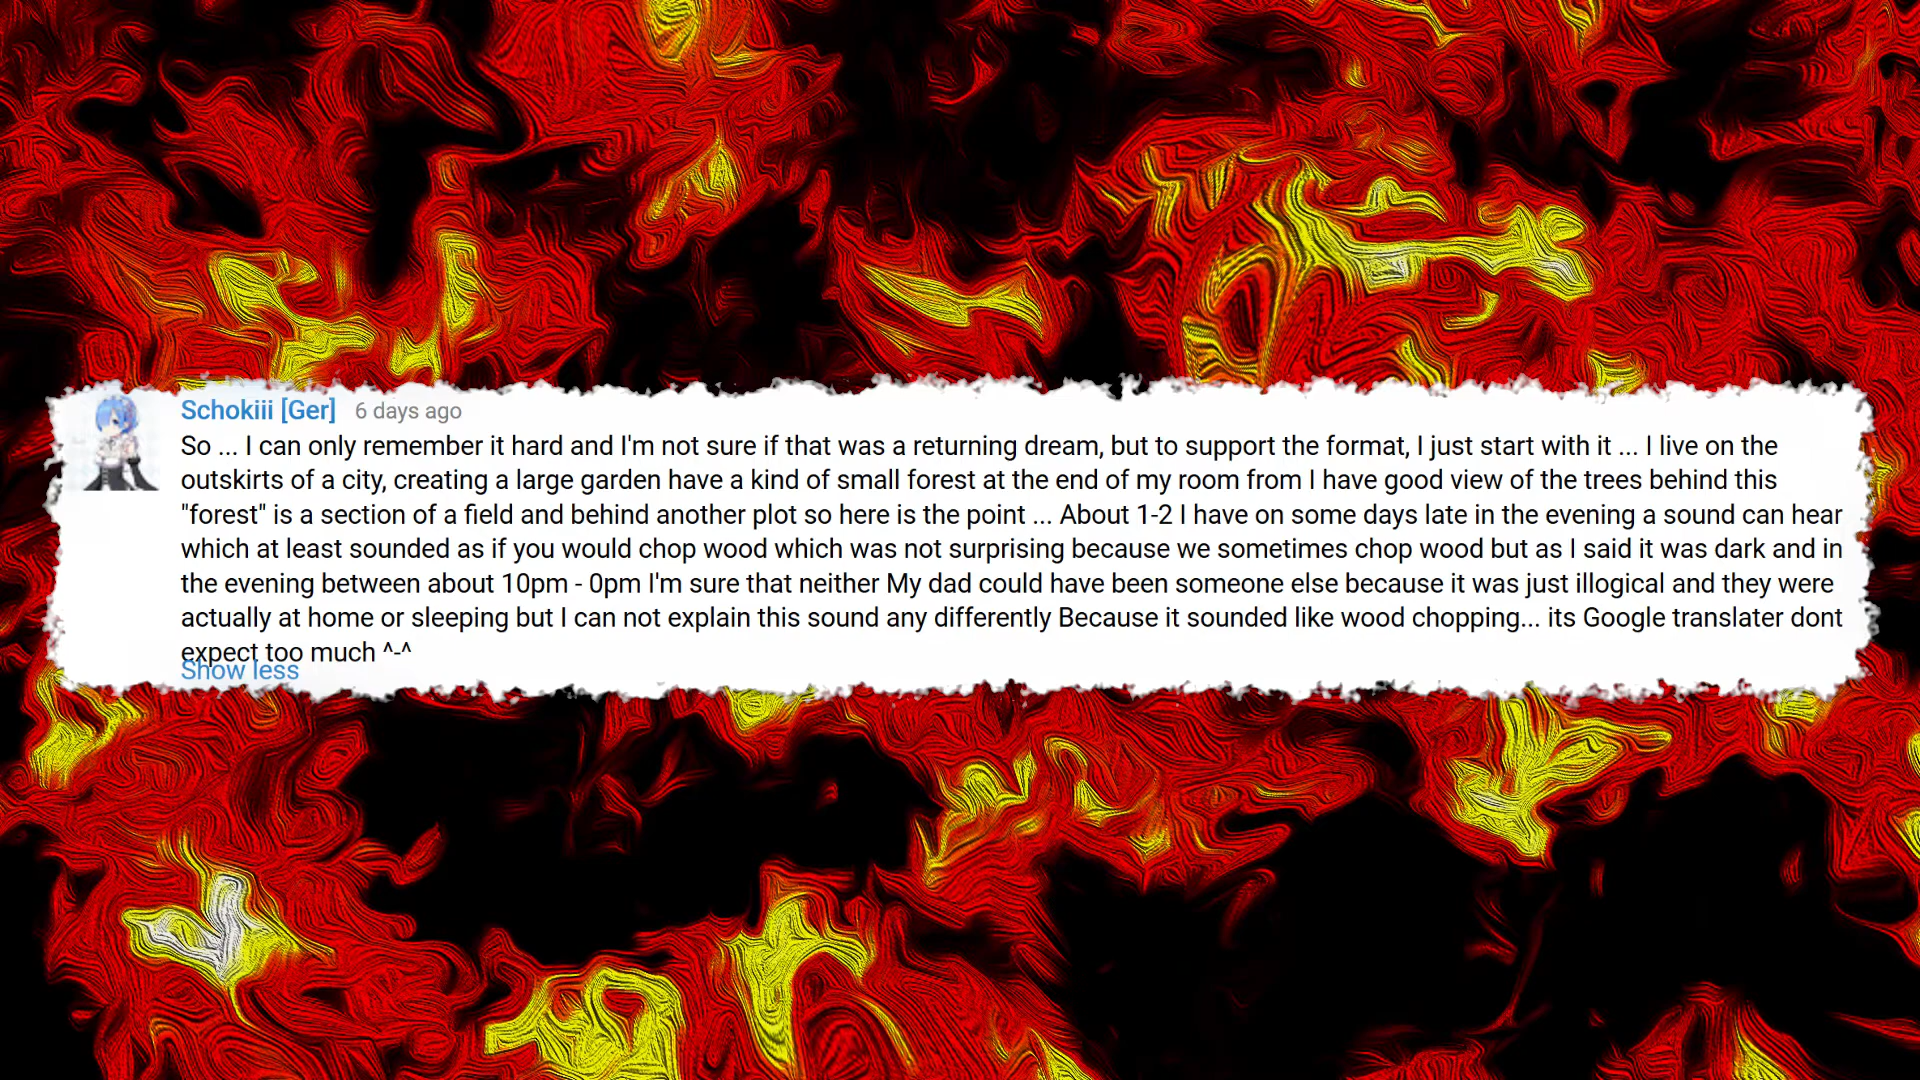 Schokiii [Ger] 6 days ago
So ... I can only remember it hard and I'm not sure if that was a returning dream, but to support the format, I just start with it ... I live on the
outskirts of a city, creating a large garden have a kind of small forest at the end of my room from I have good view of the trees behind this
"forest" is a section of a field and behind another plot so here is the point ... About 1-2 I have on some days late in the evening a sound can hear
which at least sounded as if you would chop wood which was not surprising because we sometimes chop wood but as I said it was dark and in
the evening between about 10pm - 0pm I'm sure that neither My dad could have been someone else because it was just illogical and they were
actually at home or sleeping but I can not explain this sound any differently Because it sounded like wood chopping... its Google translater dont
expect too much ^-^
Show less